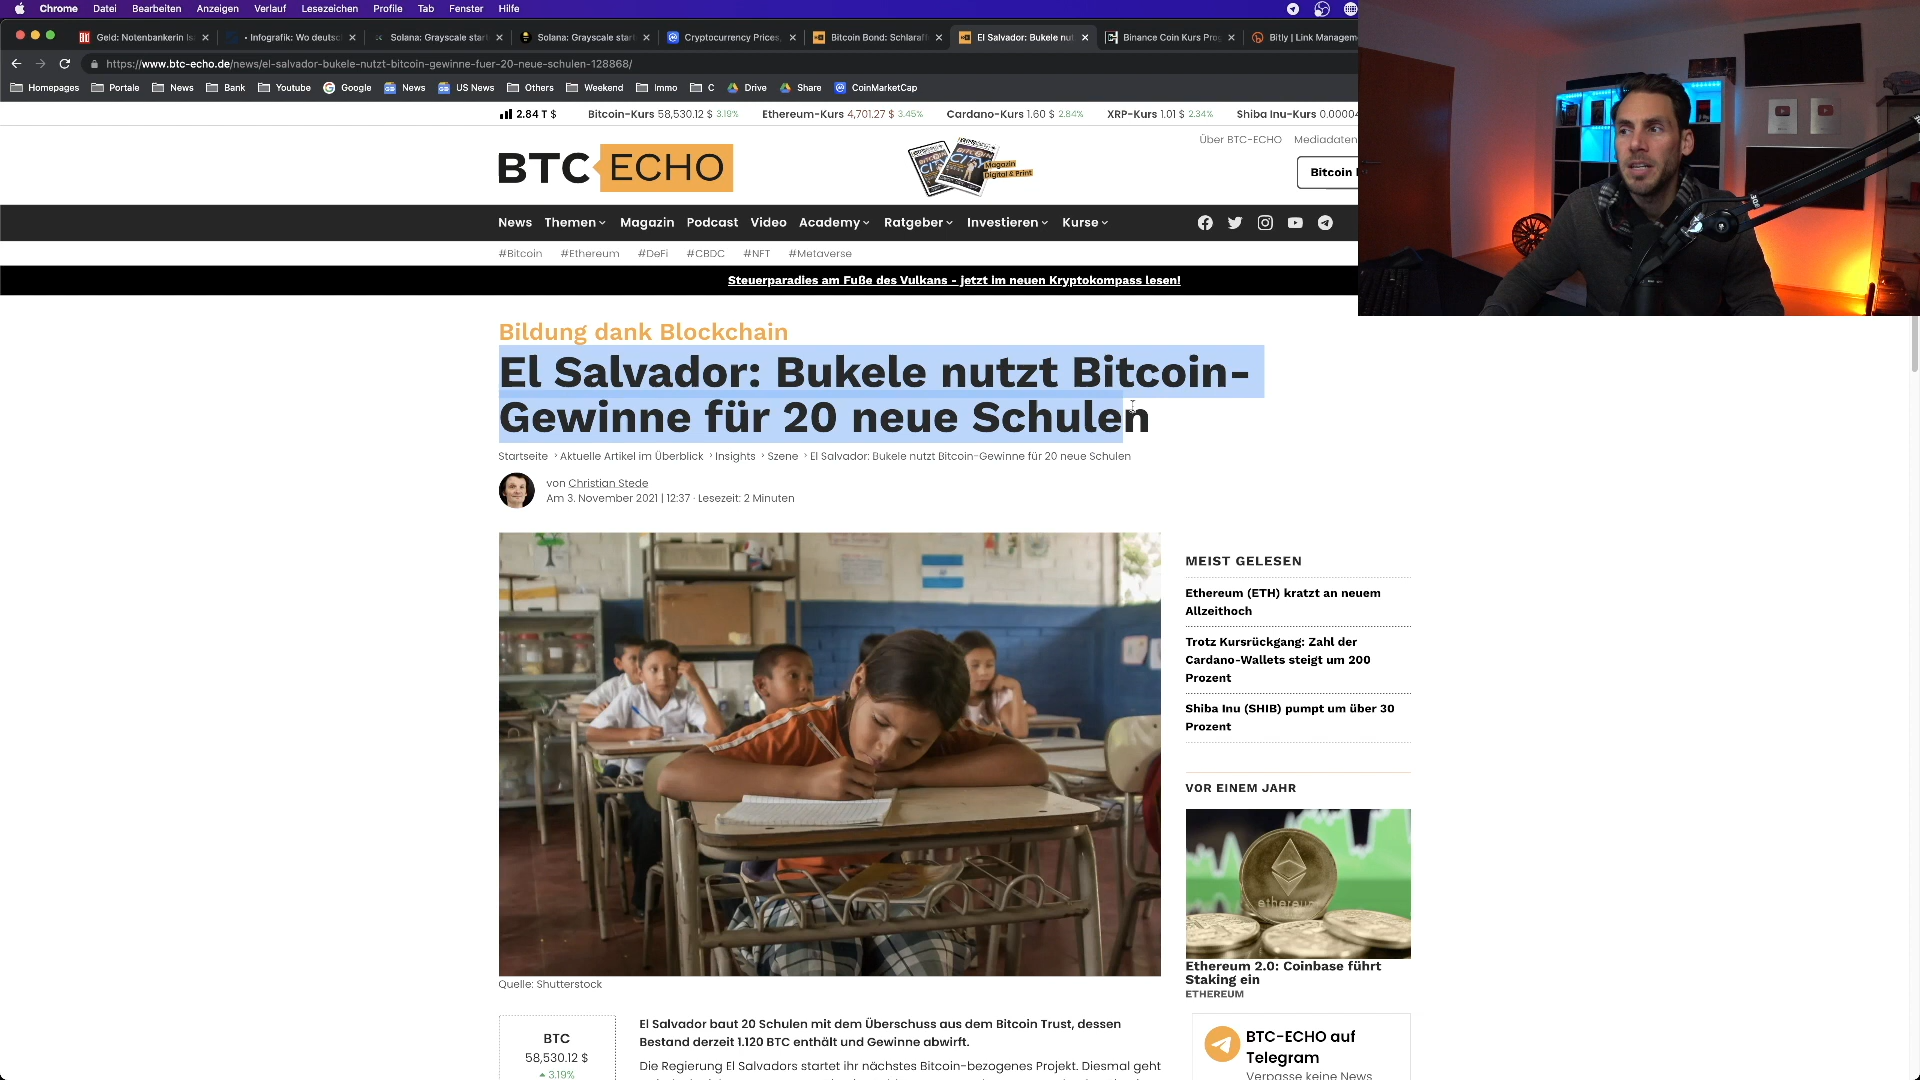 Chrome Datei Bearbeiten Anzeigen Verlauf Lesezeichen Profile Tab Fenster Hilfe
Geld: Notenbankerin Is
• Infografik: Wo deutsc
Solana: Grayscale start
Solana: Grayscale start
Cryptocurrency Prices,
Bitcoin Bond: Schlaraff
El Salvador: Bukele nut
Binance Coin Kurs Prog
Bitly | Link Managem
https://www.btc-echo.de/news/el-salvador-bukele-nutzt-bitcoin-gewinne-fuer-20-neue-schulen-128868/
Homepages Portale News Bank Youtube Google News US News Others Weekend Immo C Drive Share CoinMarketCap
2.84 T $ Bitcoin-Kurs 58,530.12 $ 3.19% Ethereum-Kurs 4,701.27 $ 3.45% Cardano-Kurs 1.60 $ 2.84% XRP-Kurs 1.01 $ 2.34% Shiba Inu-Kurs 0.00004
Über BTC-ECHO Mediadaten
BTC ECHO
BITCOIN
CITY
Magazin
Digital & Print
Bitcoin
News Themen Magazin Podcast Video Academy Ratgeber Investieren Kurse
#Bitcoin #Ethereum #DeFi #CBDC #NFT #Metaverse
Steuerparadies am Fuße des Vulkans - jetzt im neuen Kryptokompass lesen!
Bildung dank Blockchain
El Salvador: Bukele nutzt Bitcoin-
Gewinne für 20 neue Schulen
Startseite › Aktuelle Artikel im Überblick › Insights › Szene › El Salvador: Bukele nutzt Bitcoin-Gewinne für 20 neue Schulen
von Christian Stede
Am 3. November 2021 | 12:37 · Lesezeit: 2 Minuten
Quelle: Shutterstock
BTC
58,530.12 $
3.19%
El Salvador baut 20 Schulen mit dem Überschuss aus dem Bitcoin Trust, dessen
Bestand derzeit 1.120 BTC enthält und Gewinne abwirft.
Die Regierung El Salvadors startet ihr nächstes Bitcoin-bezogenes Projekt. Diesmal geht
MEIST GELESEN
Ethereum (ETH) kratzt an neuem
Allzeithoch
Trotz Kursrückgang: Zahl der
Cardano-Wallets steigt um 200
Prozent
Shiba Inu (SHIB) pumpt um über 30
Prozent
VOR EINEM JAHR
ethereum
Ethereum 2.0: Coinbase führt
Staking ein
ETHEREUM
BTC-ECHO auf
Telegram
Verpasse keine News